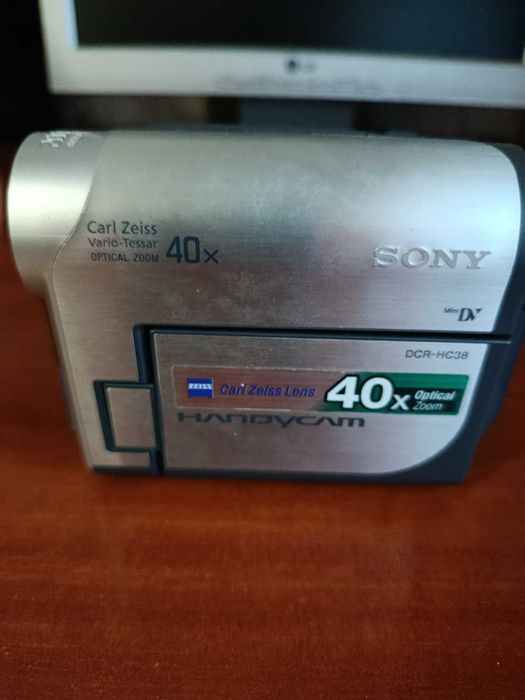 LG
Carl Zeiss
Vario-Tessar
OPTICAL ZOOM 40x
SONY
Mini DV
DCR-HC38
ZEISS Carl Zeiss Lens 40x Optical Zoom
HANDYCAM